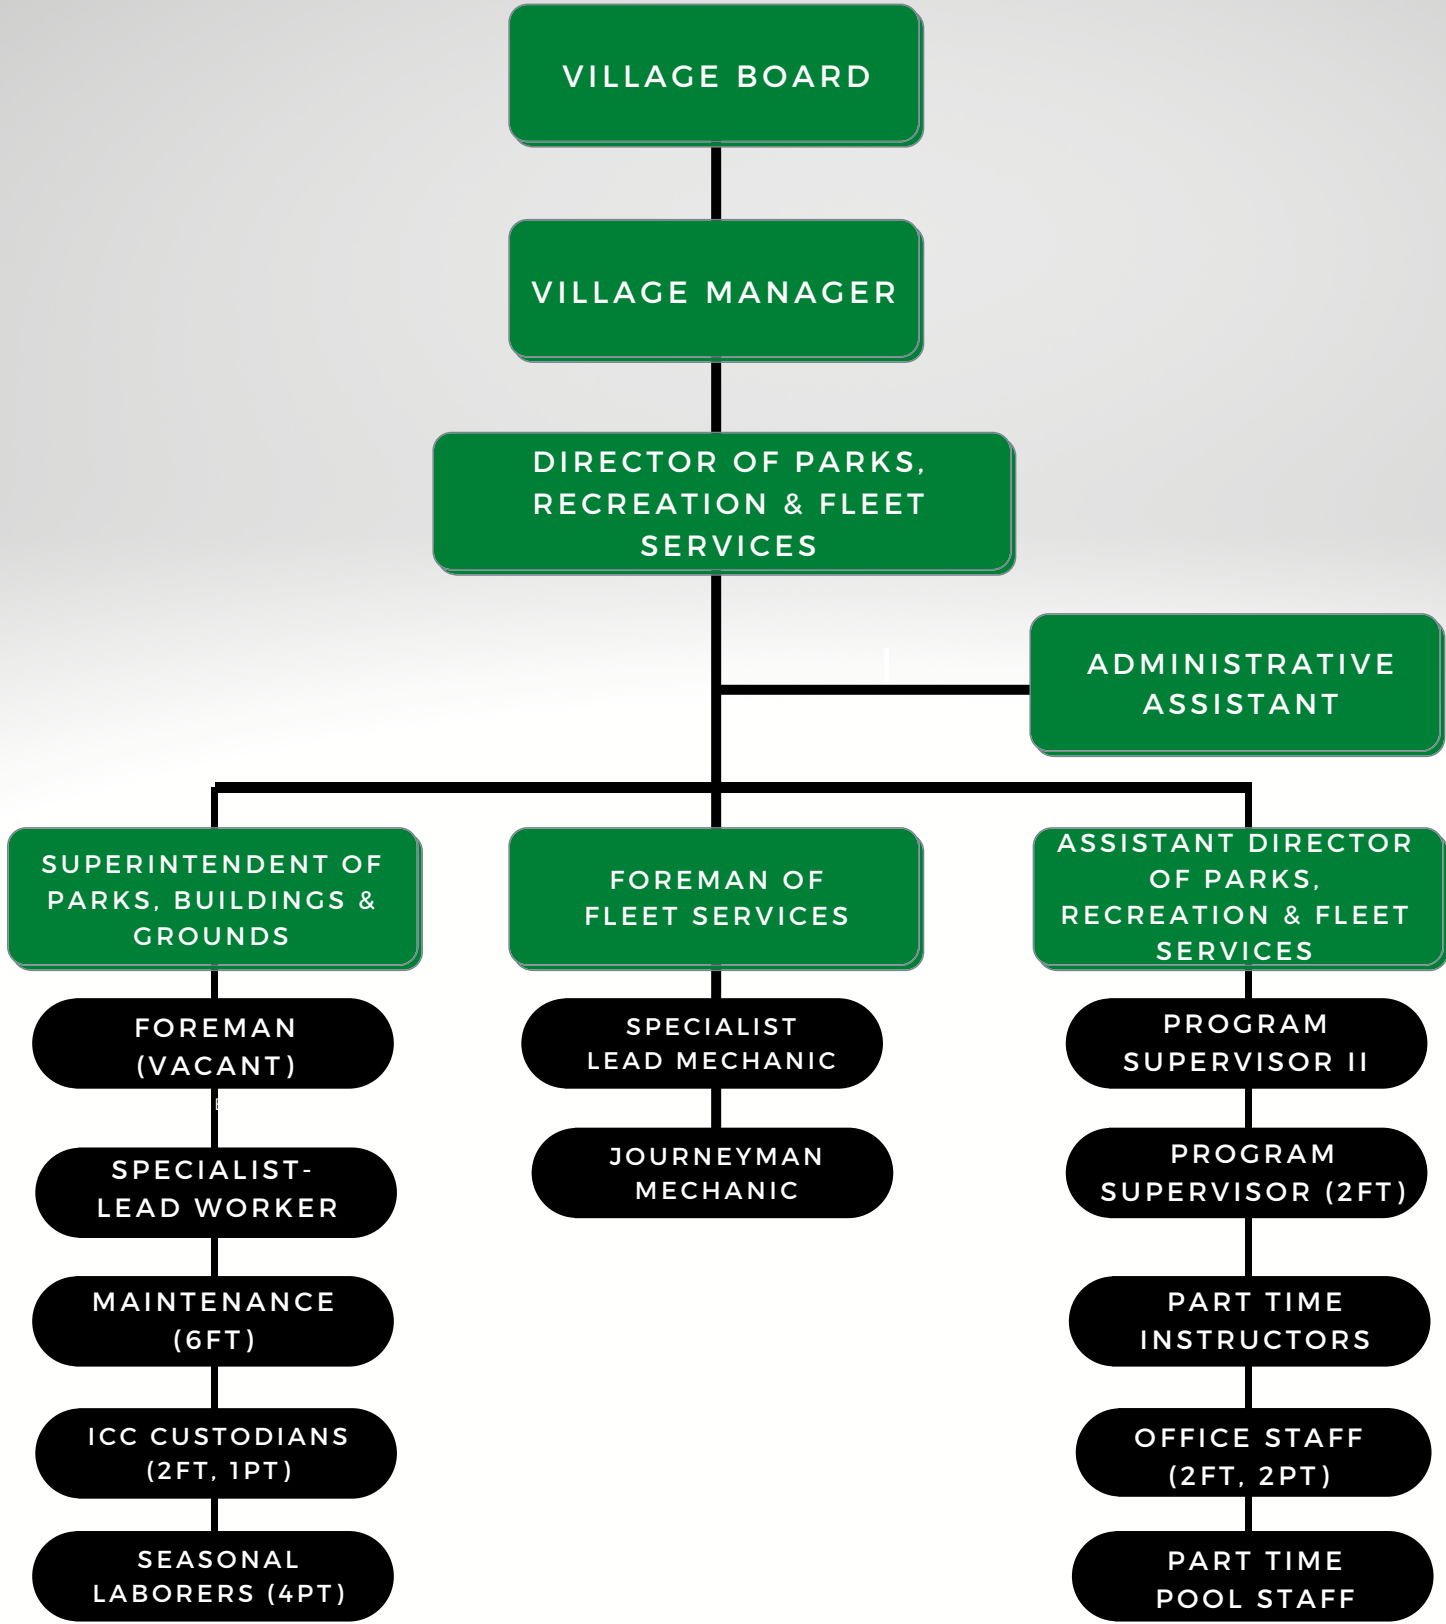 VILLAGE BOARD
VILLAGE MANAGER
DIRECTOR OF PARKS,
RECREATION & FLEET
SERVICES
ADMINISTRATIVE
ASSISTANT
SUPERINTENDENT OF
PARKS, BUILDINGS &
GROUNDS
FOREMAN
(VACANT)
SPECIALIST-
LEAD WORKER
MAINTENANCE
(6FT)
ICC CUSTODIANS
(2FT, 1PT)
SEASONAL
LABORERS (4PT)
FOREMAN OF
FLEET SERVICES
SPECIALIST
LEAD MECHANIC
JOURNEYMAN
MECHANIC
ASSISTANT DIRECTOR
OF PARKS,
RECREATION & FLEET
SERVICES
PROGRAM
SUPERVISOR II
PROGRAM
SUPERVISOR (2FT)
PART TIME
INSTRUCTORS
OFFICE STAFF
(2FT, 2PT)
PART TIME
POOL STAFF